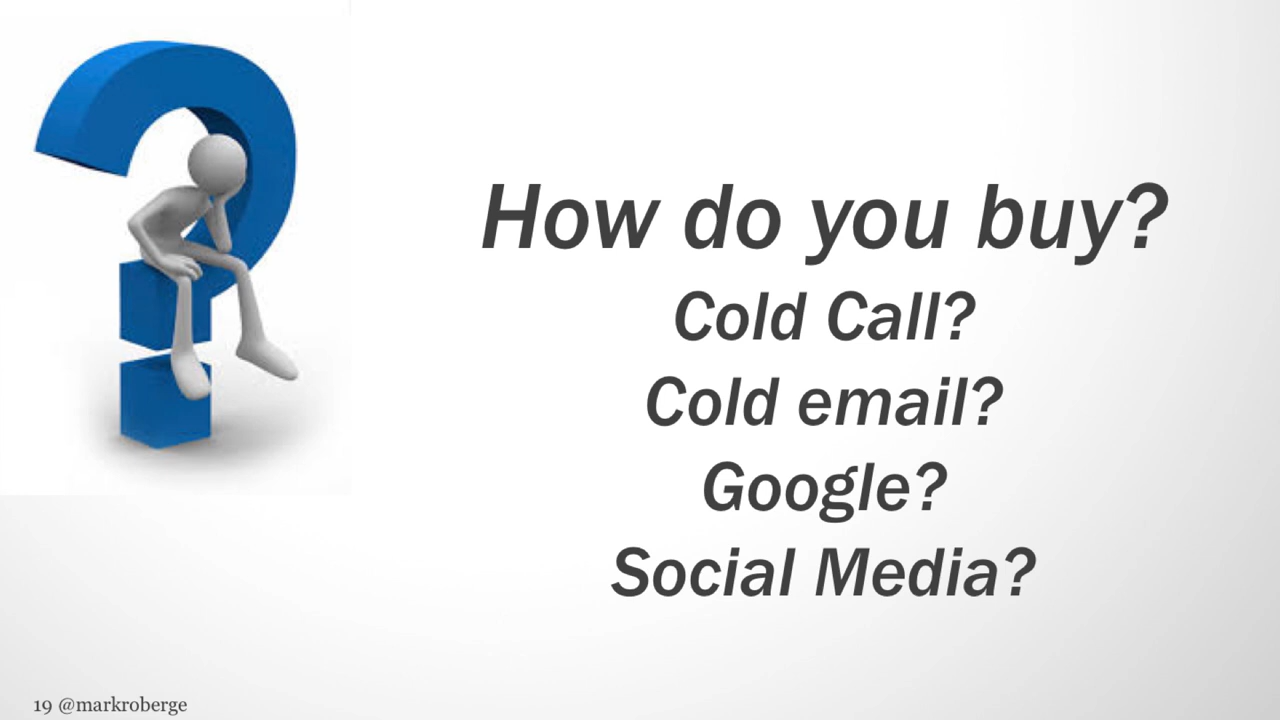 How do you buy?
Cold Call?
Cold email?
Google?
Social Media?
19 @markroberge